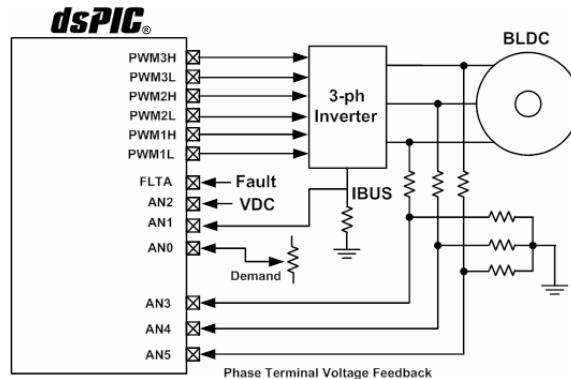 dsPIC®
BLDC
PWM3H
PWM3L
PWM2H
PWM2L
PWM1H
PWM1L
3-ph
Inverter
FLTA
Fault
AN2
VDC
AN1
IBUS
AN0
Demand
AN3
AN4
AN5
Phase Terminal Voltage Feedback